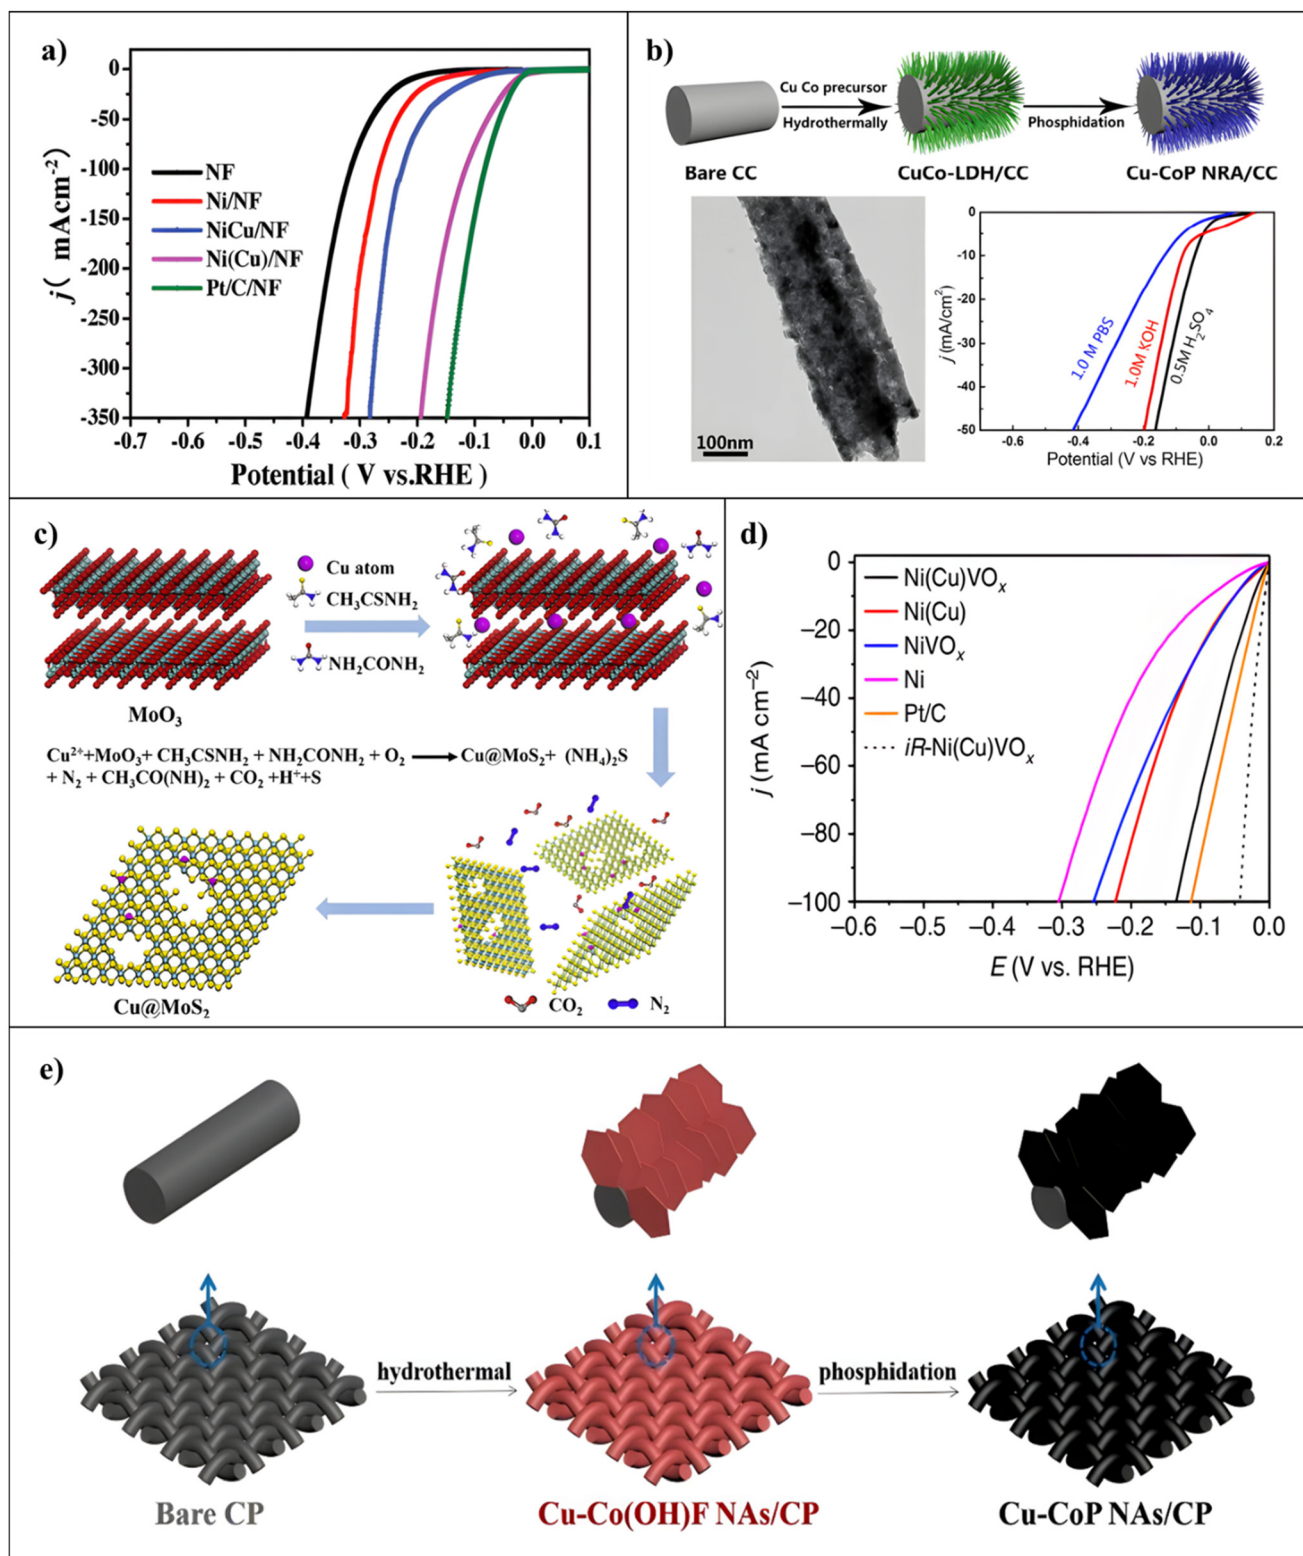 a)
0
-50
-100
-150
-200
-250
-300
-350
j( mAcm-2)
NF
Ni/NF
NiCu/NF
Ni(Cu)/NF
Pt/C/NF
-0.7 -0.6 -0.5 -0.4 -0.3 -0.2 -0.1 0.0 0.1
Potential ( V vs.RHE )
b)
Cu Co precursor
Hydrothermally
Phosphidation
Bare CC
CuCo-LDH/CC
Cu-CoP NRA/CC
100nm
0
-10
-20
-30
-40
-50
j (mA/cm2)
1.0 M PBS
1.0M KOH
0.5M H2SO4
-0.6 -0.4 -0.2 0.0 0.2
Potential (V vs RHE)
c)
Cu atom
CH3CSNH2
NH2CONH2
MoO3
Cu2++MoO3+ CH3CSNH2 + NH2CONH2 + O2 ⟶ Cu@MoS2+ (NH4)2S
+ N2 + CH3CO(NH)2 + CO2 +H++S
Cu@MoS2
CO2
N2
d)
0
−20
−40
−60
−80
−100
j (mA cm−2)
Ni(Cu)VOx
Ni(Cu)
NiVOx
Ni
Pt/C
iR-Ni(Cu)VOx
−0.6 −0.5 −0.4 −0.3 −0.2 −0.1 0.0
E (V vs. RHE)
e)
hydrothermal
phosphidation
Bare CP
Cu-Co(OH)F NAs/CP
Cu-CoP NAs/CP